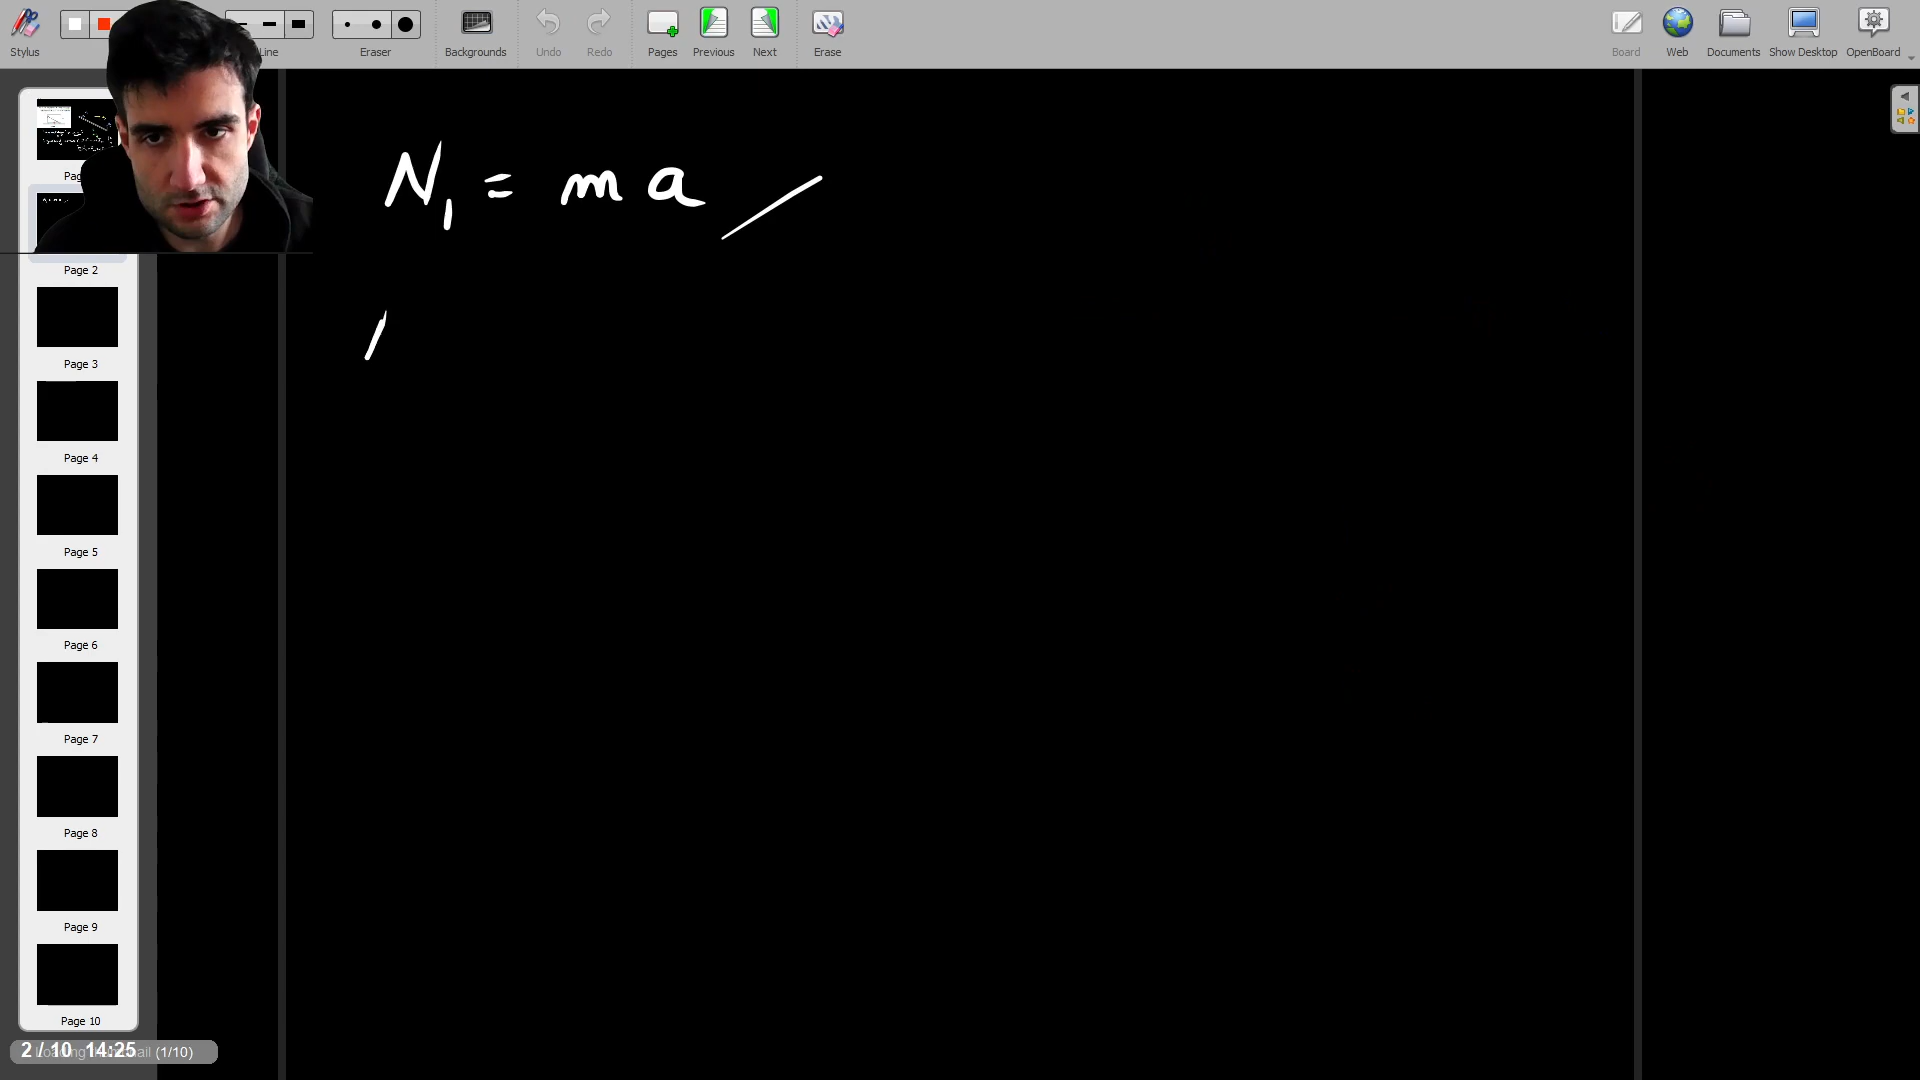 Stylus
Line
Eraser
Backgrounds
Undo
Redo
Pages
Previous
Next
Erase
Board
Web
Documents
Show Desktop
OpenBoard
N₁ = m a
Page 2
Page 3
Page 4
Page 5
Page 6
Page 7
Page 8
Page 9
Page 10
2 / 10 14:25
(1/10)